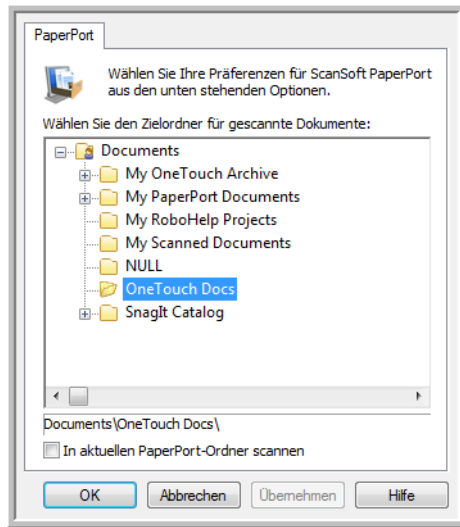 PaperPort
Wählen Sie Ihre Präferenzen für ScanSoft PaperPort
aus den unten stehenden Optionen.
Wählen Sie den Zielordner für gescannte Dokumente:
Documents
My OneTouch Archive
My PaperPort Documents
My RoboHelp Projects
My Scanned Documents
NULL
OneTouch Docs
SnagIt Catalog
Documents\OneTouch Docs\
In aktuellen PaperPort-Ordner scannen
OK Abbrechen Übernehmen Hilfe